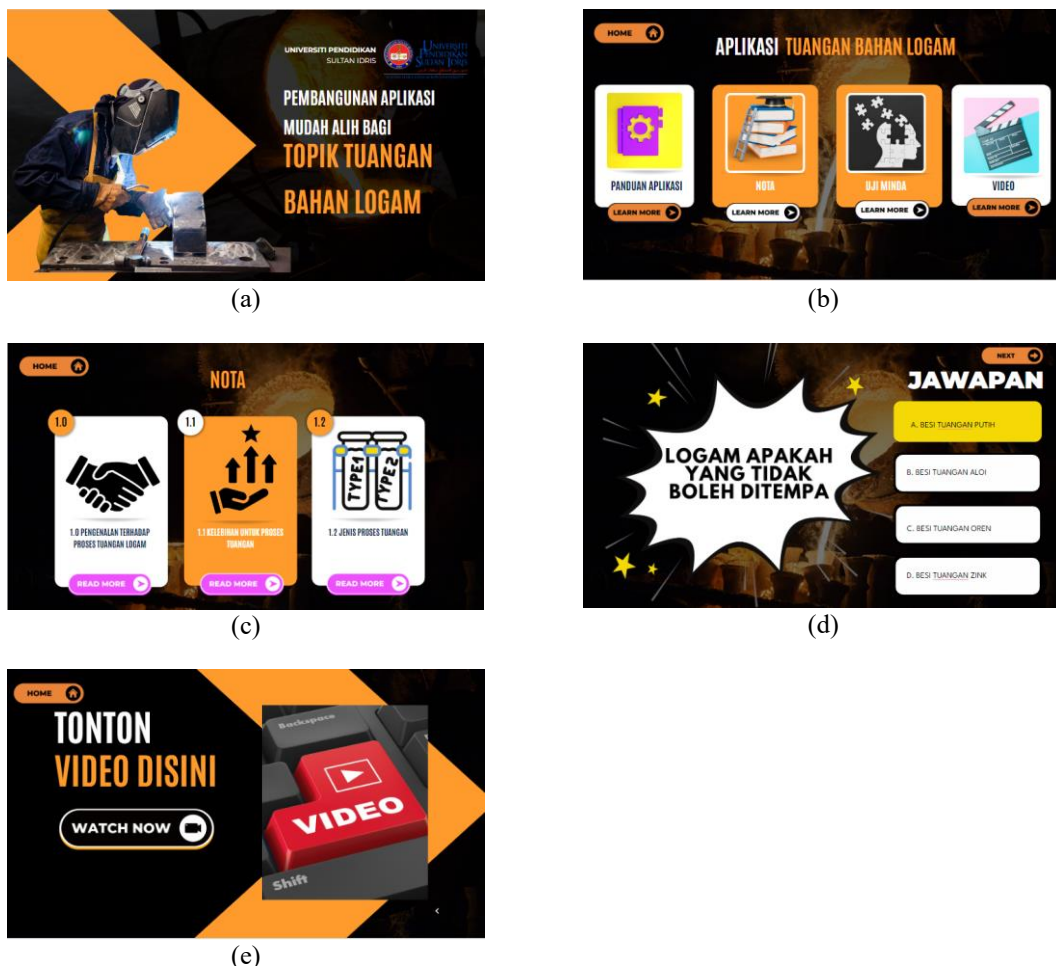 UNIVERSITI PENDIDIKAN
SULTAN IDRIS
UNIVERSITI
PENDIDIKAN
SULTAN IDRIS
PEMBANGUNAN APLIKASI
MUDAH ALIH BAGI
TOPIK TUANGAN
BAHAN LOGAM
(a)
HOME
APLIKASI TUANGAN BAHAN LOGAM
PANDUAN APLIKASI
LEARN MORE
NOTA
LEARN MORE
UJI MINDA
LEARN MORE
VIDEO
LEARN MORE
(b)
HOME
NOTA
1.0
1.0 PENGENALAN TERHADAP
PROSES TUANGAN LOGAM
READ MORE
1.1
1.1 KELEBIHAN UNTUK PROSES
TUANGAN
READ MORE
1.2
TYPE1
TYPE2
1.2 JENIS PROSES TUANGAN
READ MORE
(c)
NEXT
JAWAPAN
LOGAM APAKAH
YANG TIDAK
BOLEH DITEMPA
A. BESI TUANGAN PUTIH
B. BESI TUANGAN ALOI
C. BESI TUANGAN OREN
D. BESI TUANGAN ZINK
(d)
HOME
TONTON
VIDEO DISINI
WATCH NOW
Backspace
VIDEO
Shift
(e)